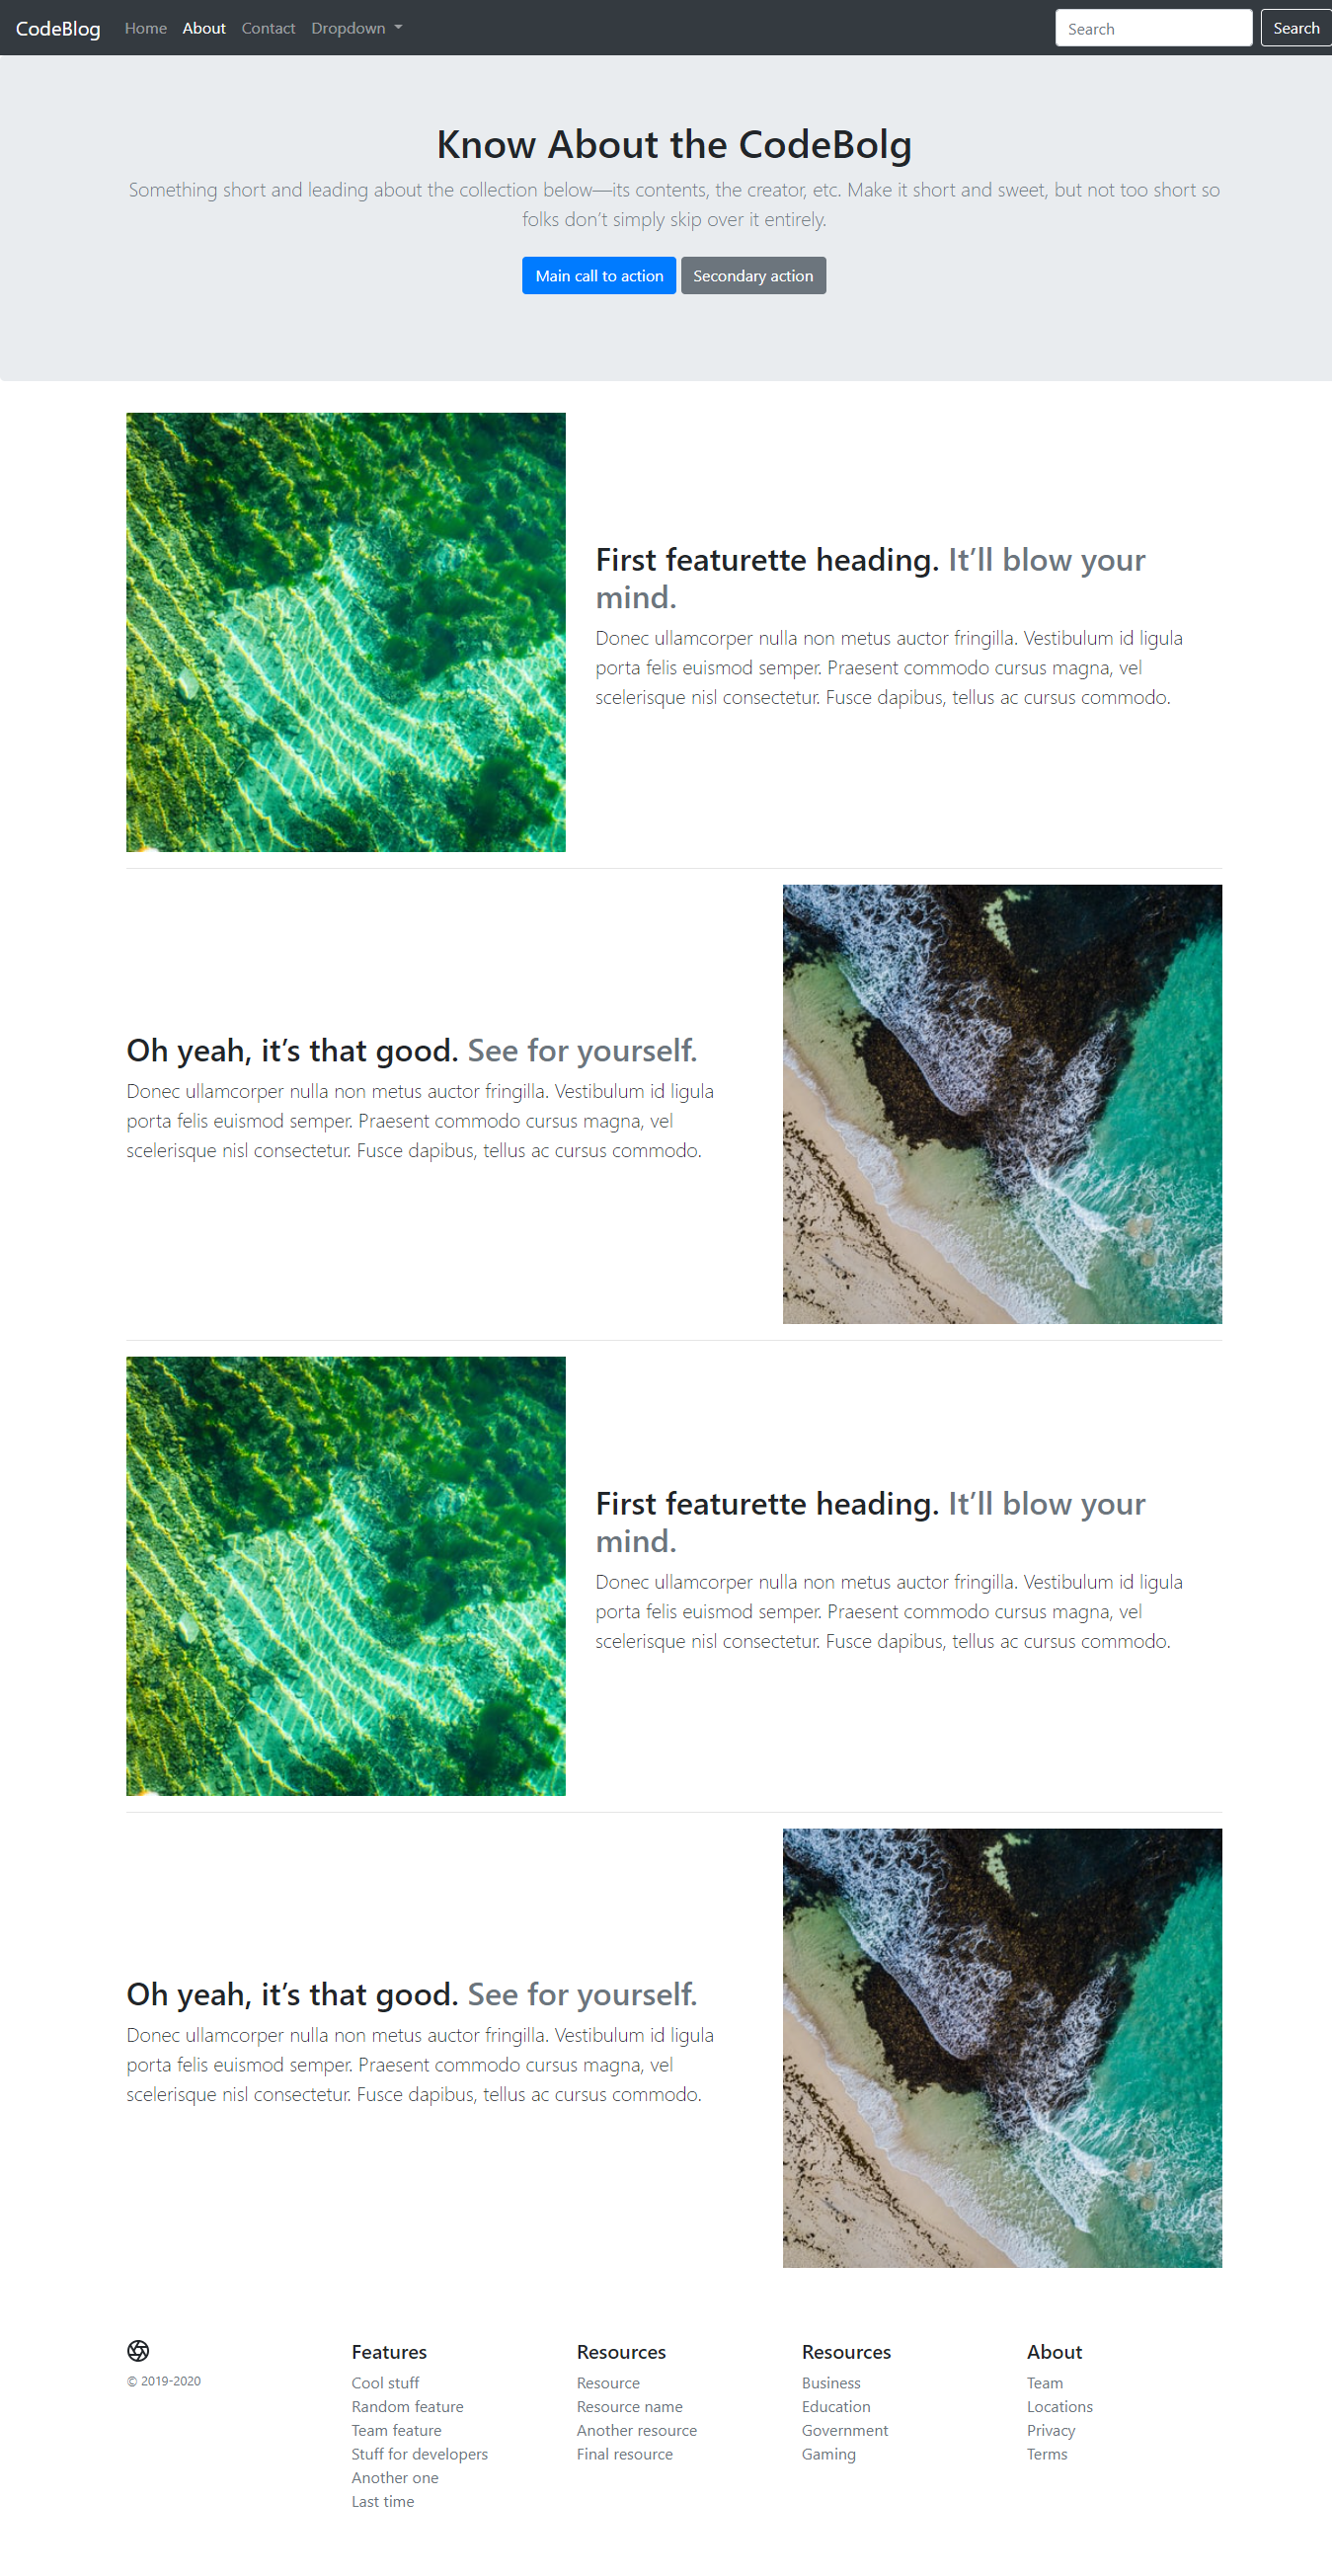 CodeBlog Home About Contact Dropdown Search Search
Know About the CodeBolg
Something short and leading about the collection below—its contents, the creator, etc. Make it short and sweet, but not too short so
folks don’t simply skip over it entirely.
Main call to action Secondary action
First featurette heading. It’ll blow your
mind.
Donec ullamcorper nulla non metus auctor fringilla. Vestibulum id ligula
porta felis euismod semper. Praesent commodo cursus magna, vel
scelerisque nisl consectetur. Fusce dapibus, tellus ac cursus commodo.
Oh yeah, it’s that good. See for yourself.
Donec ullamcorper nulla non metus auctor fringilla. Vestibulum id ligula
porta felis euismod semper. Praesent commodo cursus magna, vel
scelerisque nisl consectetur. Fusce dapibus, tellus ac cursus commodo.
First featurette heading. It’ll blow your
mind.
Donec ullamcorper nulla non metus auctor fringilla. Vestibulum id ligula
porta felis euismod semper. Praesent commodo cursus magna, vel
scelerisque nisl consectetur. Fusce dapibus, tellus ac cursus commodo.
Oh yeah, it’s that good. See for yourself.
Donec ullamcorper nulla non metus auctor fringilla. Vestibulum id ligula
porta felis euismod semper. Praesent commodo cursus magna, vel
scelerisque nisl consectetur. Fusce dapibus, tellus ac cursus commodo.
© 2019-2020
Features
Cool stuff
Random feature
Team feature
Stuff for developers
Another one
Last time
Resources
Resource
Resource name
Another resource
Final resource
Resources
Business
Education
Government
Gaming
About
Team
Locations
Privacy
Terms